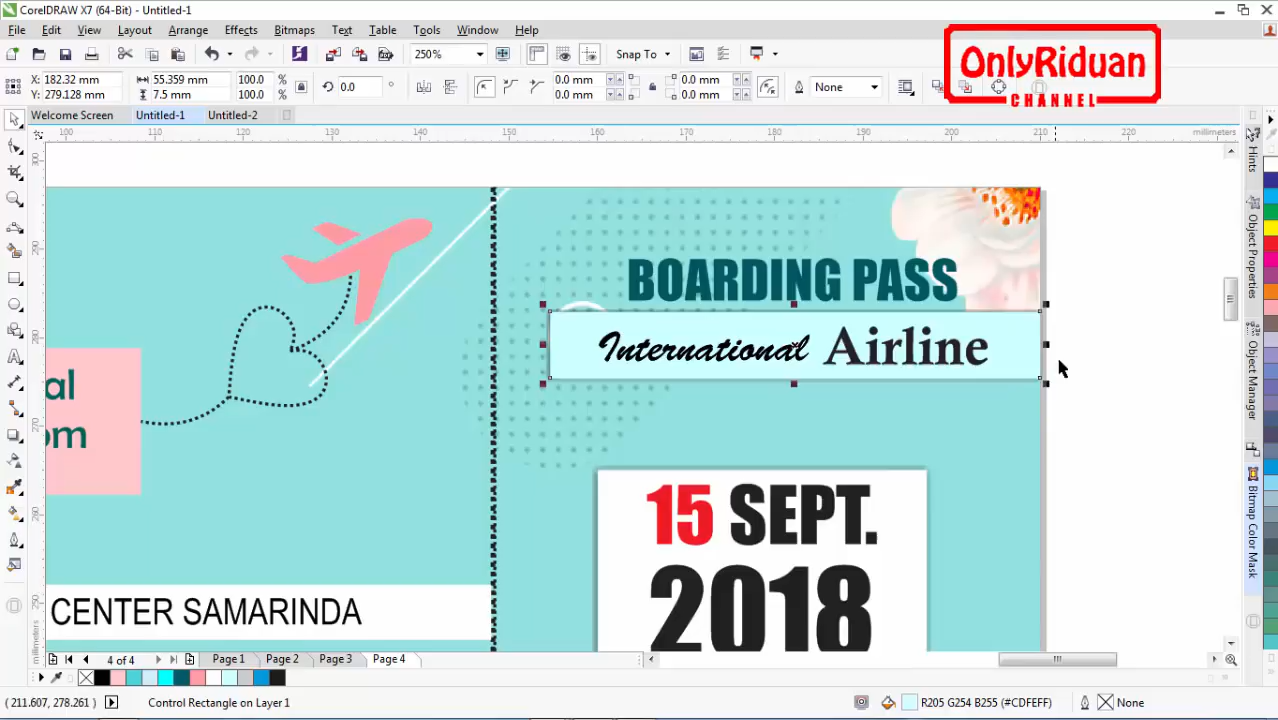 CorelDRAW X7 (64-Bit) - Untitled-1
File Edit View Layout Arrange Effects Bitmaps Text Table Tools Window Help
250% Snap To
OnlyRiduan
CHANNEL
X: 182.32 mm 55.359 mm 100.0 % 0.0 ° 0.0 mm 0.0 mm None
Y: 279.128 mm 7.5 mm 100.0 % 0.0 mm 0.0 mm
Welcome Screen Untitled-1 Untitled-2
100 110 120 130 140 150 160 170 180 190 200 210 220 millimeters
Hints
Object Properties
Object Manager
Bitmap Color Mask
BOARDING PASS
International Airline
al
om
15 SEPT.
2018
CENTER SAMARINDA
4 of 4 Page 1 Page 2 Page 3 Page 4
(211.607, 278.261) Control Rectangle on Layer 1 R205 G254 B255 (#CDFEFF) None